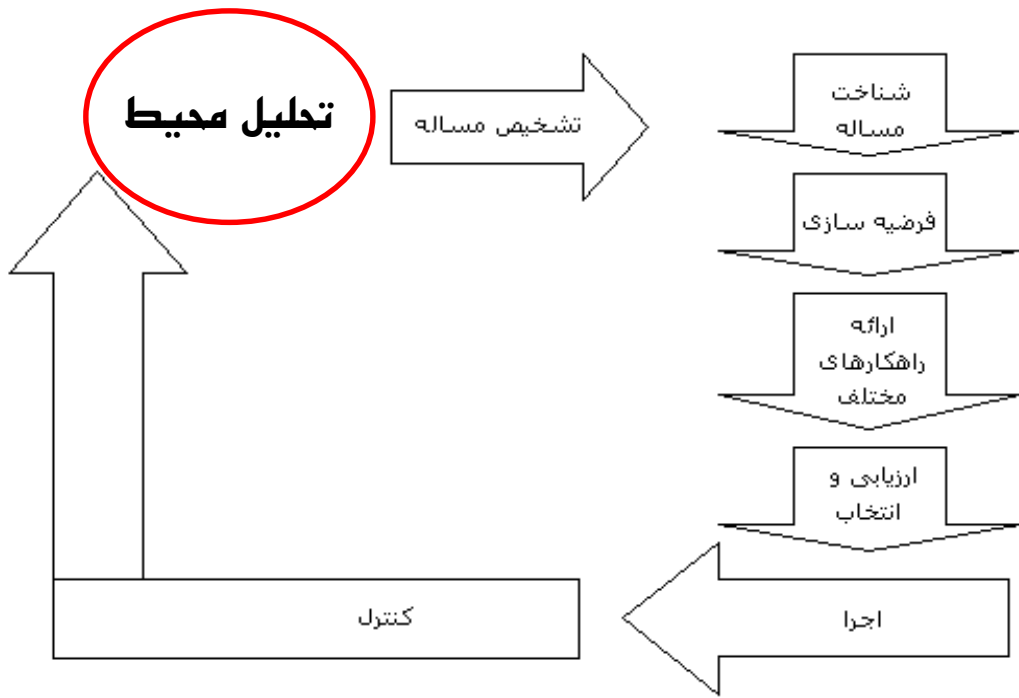 تحلیل محیط
تشخیص مساله
شناخت
مساله
فرضیه سازی
ارائه
راهکارهای
مختلف
ارزیابی و
انتخاب
اجرا
کنترل